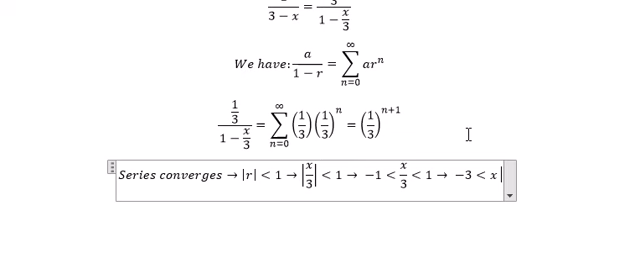 3 − x = 3 / (1 − x/3)
We have: a/(1 − r) = ∑_{n=0}^{∞} ar^n
(1/3)/(1 − x/3) = ∑_{n=0}^{∞} (1/3)(1/3)^n = (1/3)^{n+1}
Series converges → |r| < 1 → |x/3| < 1 → −1 < x/3 < 1 → −3 < x